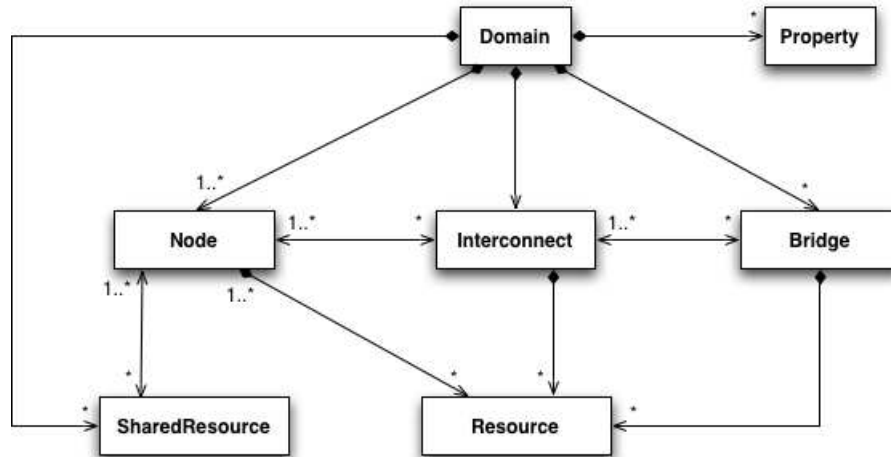 *
Domain
Property
1..*
*
Node
1..*
*
Interconnect
1..*
*
Bridge
1..*
1..*
*
*
*
*
SharedResource
Resource
*